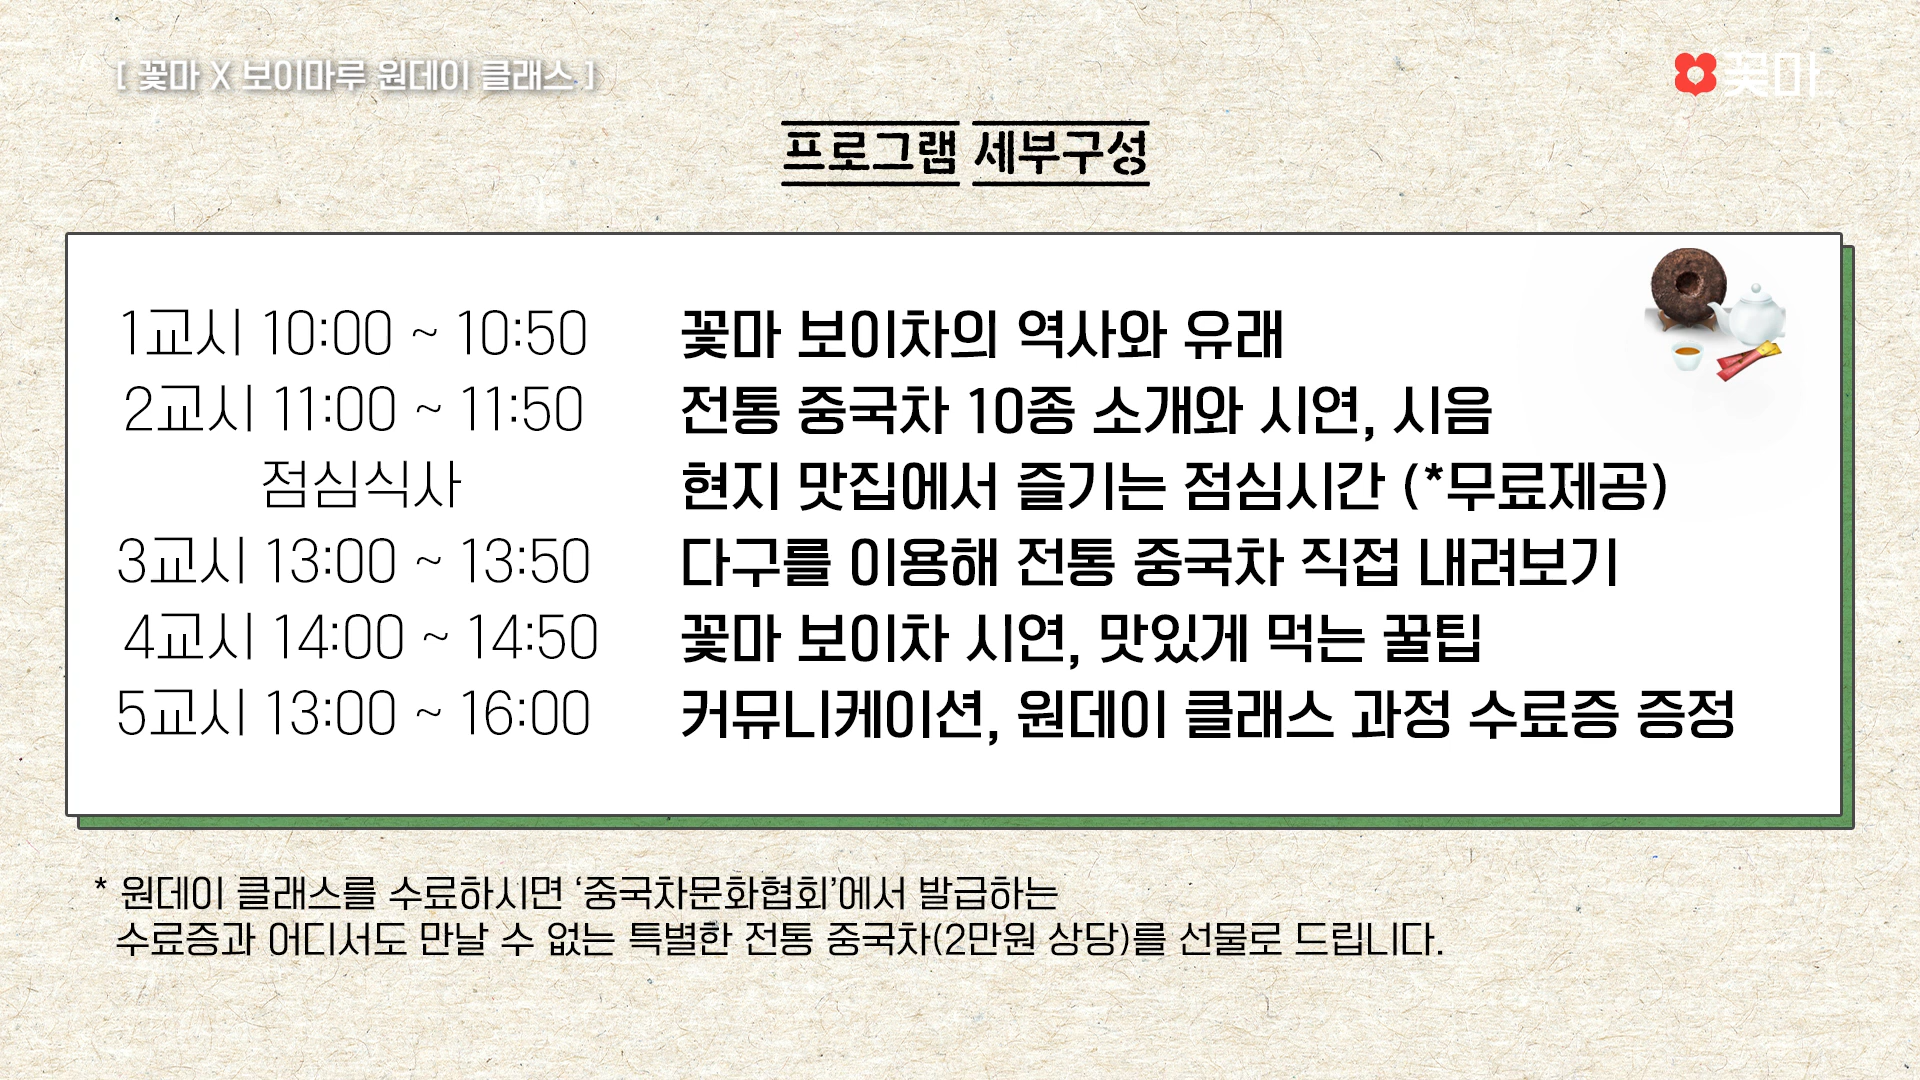 [ 꽃마 X 보이마루 원데이 클래스 ]
꽃마
프로그램 세부구성
1교시 10:00 ~ 10:50 꽃마 보이차의 역사와 유래
2교시 11:00 ~ 11:50 전통 중국차 10종 소개와 시연, 시음
점심식사 현지 맛집에서 즐기는 점심시간 (*무료제공)
3교시 13:00 ~ 13:50 다구를 이용해 전통 중국차 직접 내려보기
4교시 14:00 ~ 14:50 꽃마 보이차 시연, 맛있게 먹는 꿀팁
5교시 13:00 ~ 16:00 커뮤니케이션, 원데이 클래스 과정 수료증 증정
* 원데이 클래스를 수료하시면 ‘중국차문화협회’에서 발급하는
수료증과 어디서도 만날 수 없는 특별한 전통 중국차(2만원 상당)를 선물로 드립니다.